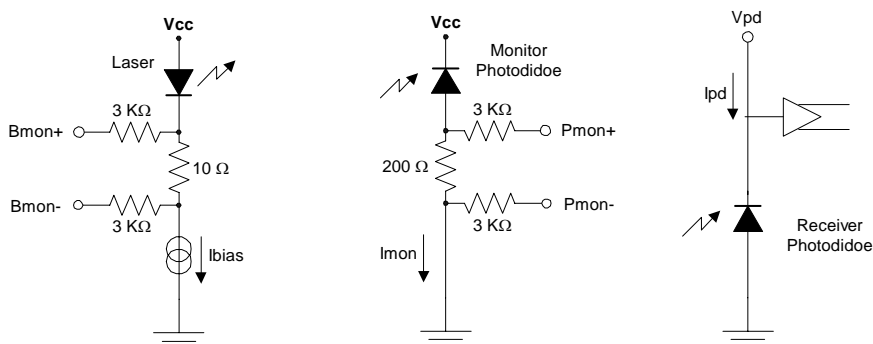 Vcc
Laser
3 KΩ
Bmon+
10 Ω
Bmon-
3 KΩ
Ibias
Vcc
Monitor
Photodidoe
3 KΩ
Pmon+
200 Ω
Pmon-
3 KΩ
Imon
Vpd
Ipd
Receiver
Photodidoe